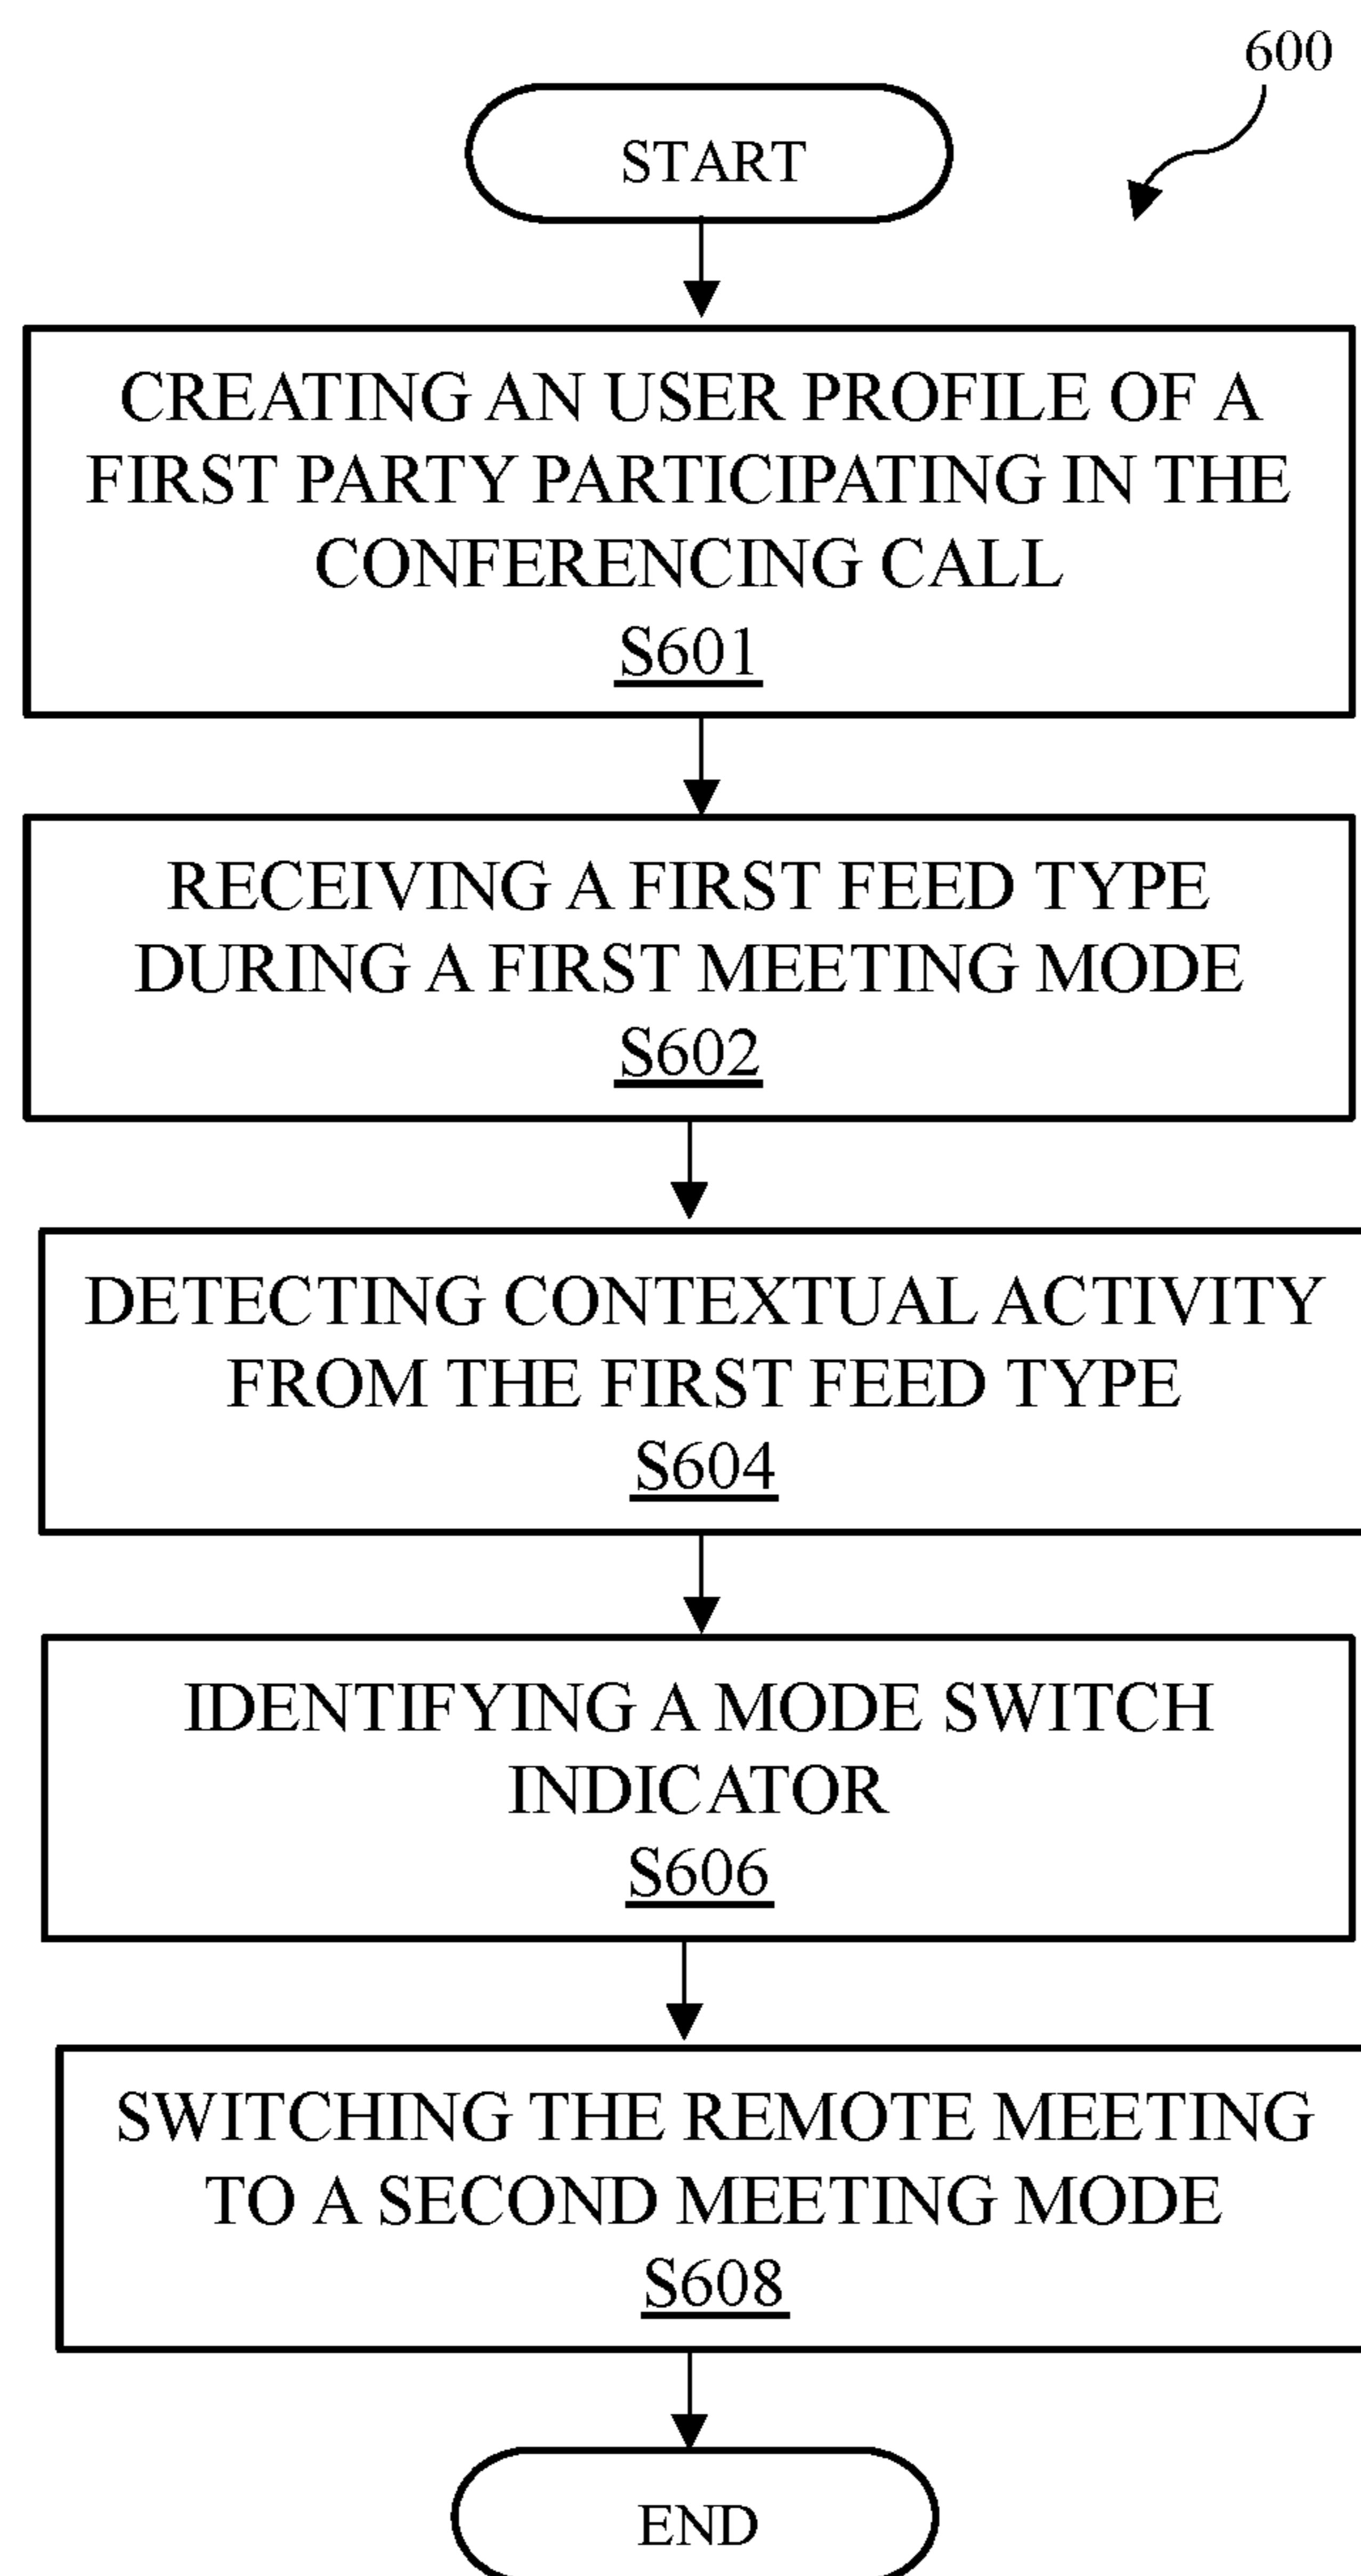 600
START
CREATING AN USER PROFILE OF A
FIRST PARTY PARTICIPATING IN THE
CONFERENCING CALL
S601
RECEIVING A FIRST FEED TYPE
DURING A FIRST MEETING MODE
S602
DETECTING CONTEXTUAL ACTIVITY
FROM THE FIRST FEED TYPE
S604
IDENTIFYING A MODE SWITCH
INDICATOR
S606
SWITCHING THE REMOTE MEETING
TO A SECOND MEETING MODE
S608
END